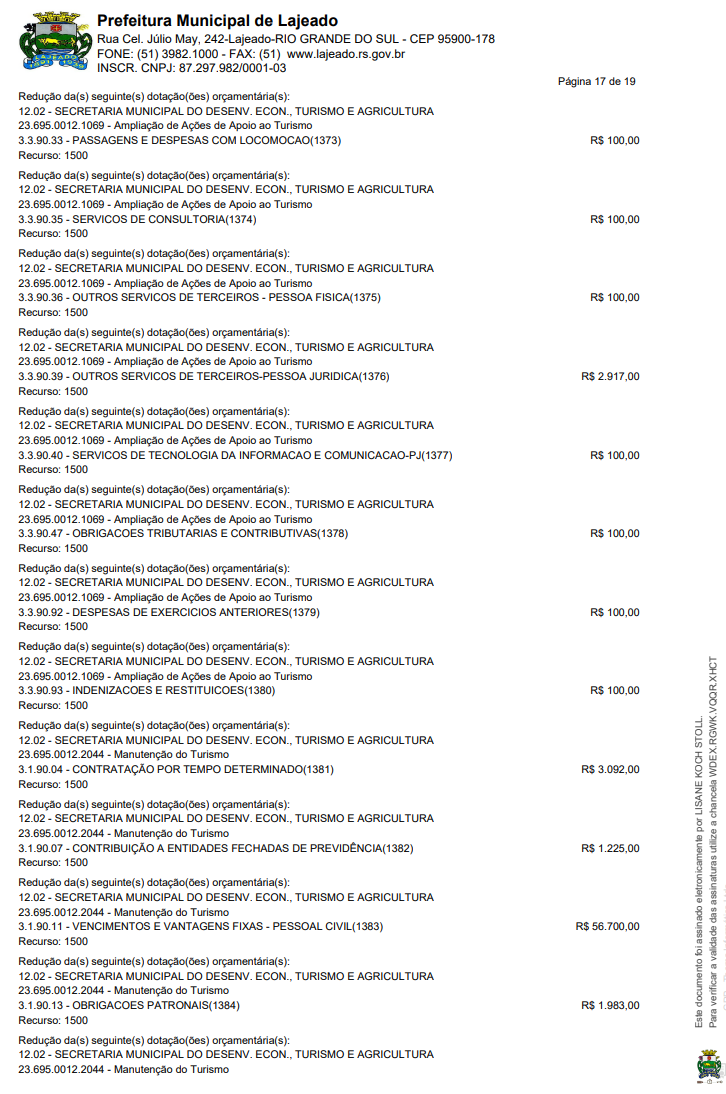 Prefeitura Municipal de Lajeado
Rua Cel. Júlio May, 242-Lajeado-RIO GRANDE DO SUL - CEP 95900-178
FONE: (51) 3982.1000 - FAX: (51) www.lajeado.rs.gov.br
INSCR. CNPJ: 87.297.982/0001-03
Página 17 de 19
Redução da(s) seguinte(s) dotação(ões) orçamentária(s):
12.02 - SECRETARIA MUNICIPAL DO DESENV. ECON., TURISMO E AGRICULTURA
23.695.0012.1069 - Ampliação de Ações de Apoio ao Turismo
3.3.90.33 - PASSAGENS E DESPESAS COM LOCOMOCAO(1373) R$ 100,00
Recurso: 1500
Redução da(s) seguinte(s) dotação(ões) orçamentária(s):
12.02 - SECRETARIA MUNICIPAL DO DESENV. ECON., TURISMO E AGRICULTURA
23.695.0012.1069 - Ampliação de Ações de Apoio ao Turismo
3.3.90.35 - SERVICOS DE CONSULTORIA(1374) R$ 100,00
Recurso: 1500
Redução da(s) seguinte(s) dotação(ões) orçamentária(s):
12.02 - SECRETARIA MUNICIPAL DO DESENV. ECON., TURISMO E AGRICULTURA
23.695.0012.1069 - Ampliação de Ações de Apoio ao Turismo
3.3.90.36 - OUTROS SERVICOS DE TERCEIROS - PESSOA FISICA(1375) R$ 100,00
Recurso: 1500
Redução da(s) seguinte(s) dotação(ões) orçamentária(s):
12.02 - SECRETARIA MUNICIPAL DO DESENV. ECON., TURISMO E AGRICULTURA
23.695.0012.1069 - Ampliação de Ações de Apoio ao Turismo
3.3.90.39 - OUTROS SERVICOS DE TERCEIROS-PESSOA JURIDICA(1376) R$ 2.917,00
Recurso: 1500
Redução da(s) seguinte(s) dotação(ões) orçamentária(s):
12.02 - SECRETARIA MUNICIPAL DO DESENV. ECON., TURISMO E AGRICULTURA
23.695.0012.1069 - Ampliação de Ações de Apoio ao Turismo
3.3.90.40 - SERVICOS DE TECNOLOGIA DA INFORMACAO E COMUNICACAO-PJ(1377) R$ 100,00
Recurso: 1500
Redução da(s) seguinte(s) dotação(ões) orçamentária(s):
12.02 - SECRETARIA MUNICIPAL DO DESENV. ECON., TURISMO E AGRICULTURA
23.695.0012.1069 - Ampliação de Ações de Apoio ao Turismo
3.3.90.47 - OBRIGACOES TRIBUTARIAS E CONTRIBUTIVAS(1378) R$ 100,00
Recurso: 1500
Redução da(s) seguinte(s) dotação(ões) orçamentária(s):
12.02 - SECRETARIA MUNICIPAL DO DESENV. ECON., TURISMO E AGRICULTURA
23.695.0012.1069 - Ampliação de Ações de Apoio ao Turismo
3.3.90.92 - DESPESAS DE EXERCICIOS ANTERIORES(1379) R$ 100,00
Recurso: 1500
Redução da(s) seguinte(s) dotação(ões) orçamentária(s):
12.02 - SECRETARIA MUNICIPAL DO DESENV. ECON., TURISMO E AGRICULTURA
23.695.0012.1069 - Ampliação de Ações de Apoio ao Turismo
3.3.90.93 - INDENIZACOES E RESTITUICOES(1380) R$ 100,00
Recurso: 1500
Redução da(s) seguinte(s) dotação(ões) orçamentária(s):
12.02 - SECRETARIA MUNICIPAL DO DESENV. ECON., TURISMO E AGRICULTURA
23.695.0012.2044 - Manutenção do Turismo
3.1.90.04 - CONTRATAÇÃO POR TEMPO DETERMINADO(1381) R$ 3.092,00
Recurso: 1500
Redução da(s) seguinte(s) dotação(ões) orçamentária(s):
12.02 - SECRETARIA MUNICIPAL DO DESENV. ECON., TURISMO E AGRICULTURA
23.695.0012.2044 - Manutenção do Turismo
3.1.90.07 - CONTRIBUIÇÃO A ENTIDADES FECHADAS DE PREVIDÊNCIA(1382) R$ 1.225,00
Recurso: 1500
Redução da(s) seguinte(s) dotação(ões) orçamentária(s):
12.02 - SECRETARIA MUNICIPAL DO DESENV. ECON., TURISMO E AGRICULTURA
23.695.0012.2044 - Manutenção do Turismo
3.1.90.11 - VENCIMENTOS E VANTAGENS FIXAS - PESSOAL CIVIL(1383) R$ 56.700,00
Recurso: 1500
Redução da(s) seguinte(s) dotação(ões) orçamentária(s):
12.02 - SECRETARIA MUNICIPAL DO DESENV. ECON., TURISMO E AGRICULTURA
23.695.0012.2044 - Manutenção do Turismo
3.1.90.13 - OBRIGACOES PATRONAIS(1384) R$ 1.983,00
Recurso: 1500
Redução da(s) seguinte(s) dotação(ões) orçamentária(s):
12.02 - SECRETARIA MUNICIPAL DO DESENV. ECON., TURISMO E AGRICULTURA
23.695.0012.2044 - Manutenção do Turismo
Este documento foi assinado eletronicamente por LISANE KOCH STOLL.
Para verificar a validade das assinaturas utilize a chancela WDEX.RGWK.VQQR.XHCT